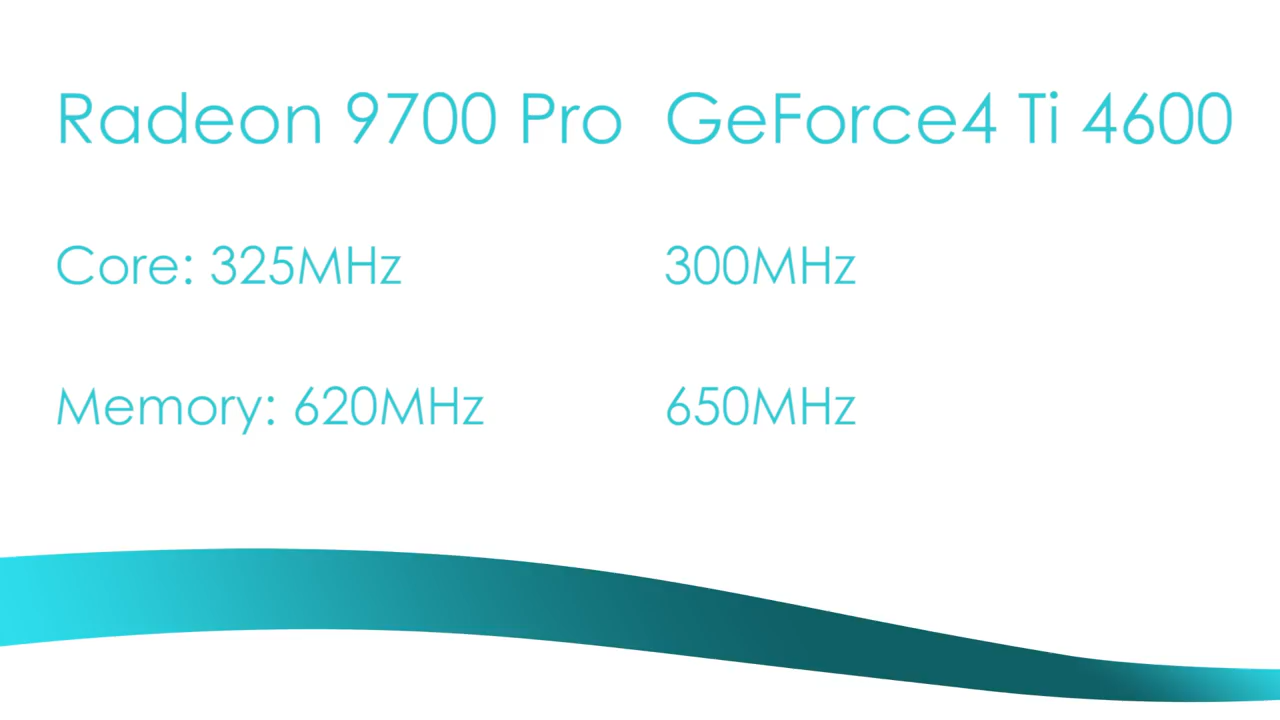 Radeon 9700 Pro GeForce4 Ti 4600
Core: 325MHz 300MHz
Memory: 620MHz 650MHz